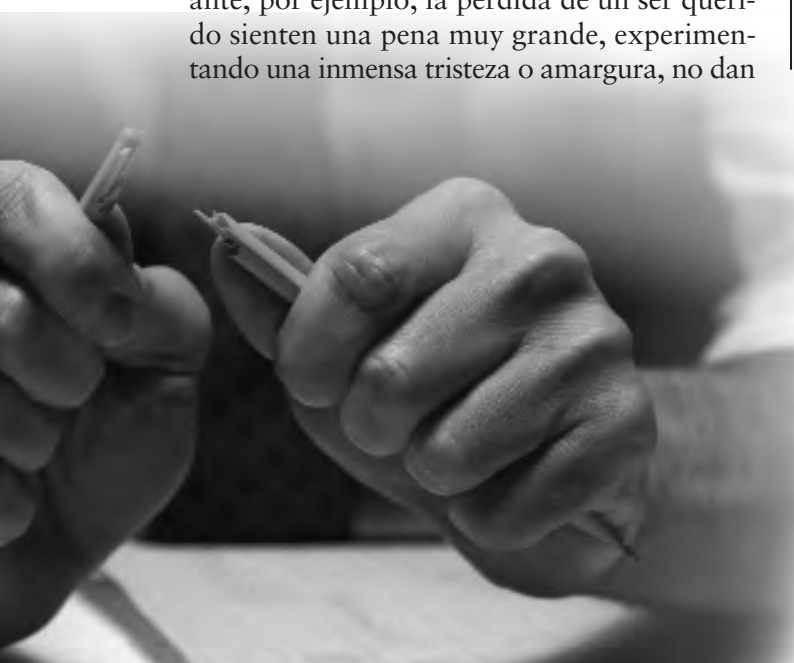 ante, por ejemplo, la pérdida de un ser queri-
do sienten una pena muy grande, experimen-
tando una inmensa tristeza o amargura, no dan